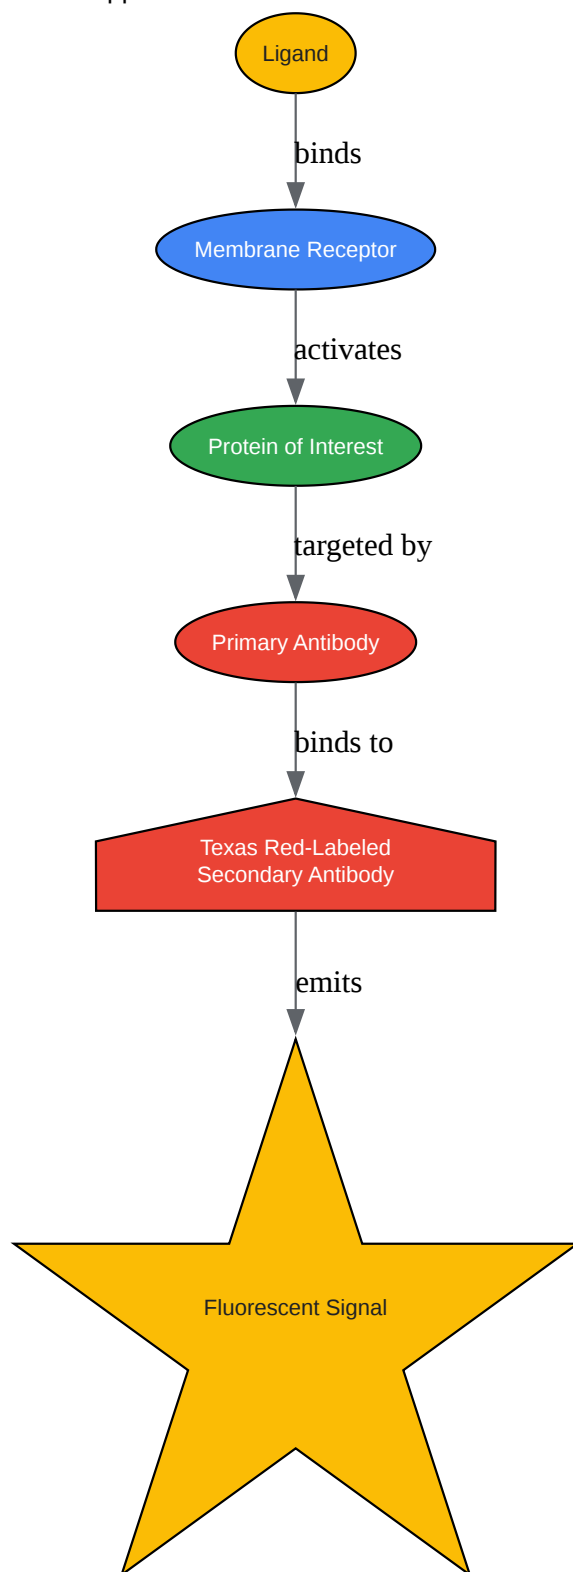 Ligand
binds
Membrane Receptor
activates
Protein of Interest
targeted by
Primary Antibody
binds to
Texas Red-Labeled
Secondary Antibody
emits
Fluorescent Signal